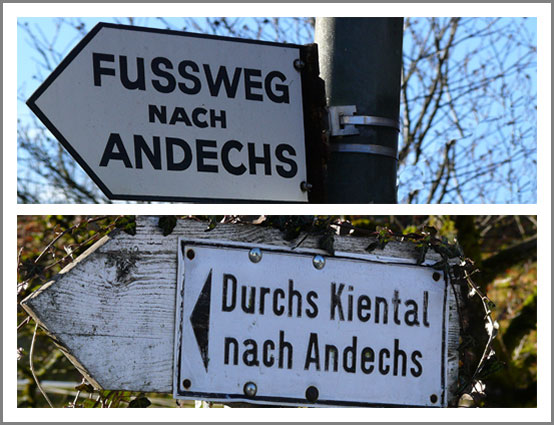 FUSSWEG
NACH
ANDECHS
Durchs Kiental
nach Andechs